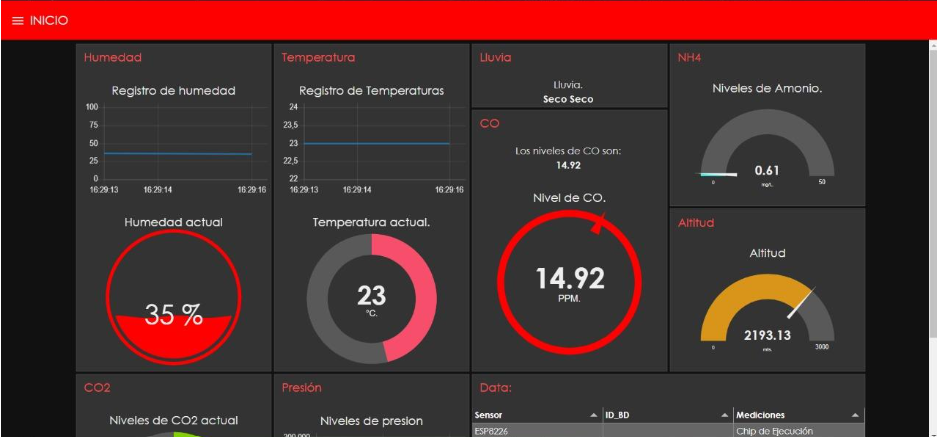 INICIO
Humedad
Registro de humedad
100
75
50
25
0
16:29:13 16:29:14 16:29:16
Humedad actual
35 %
Temperatura
Registro de Temperaturas
24
23,5
23
22,5
22
16:29:13 16:29:14 16:29:16
Temperatura actual.
23
°C.
Lluvia
Lluvia.
Seco Seco
CO
Los niveles de CO son:
14.92
Nivel de CO.
14.92
PPM.
NH4
Niveles de Amonio.
0.61
0 mg/L 50
Altitud
Altitud
2193.13
0 3000
CO2
Niveles de CO2 actual
Presión
Niveles de presion
200,000
Data:
Sensor ID_BD Mediciones
ESP8226 Chip de Ejecución